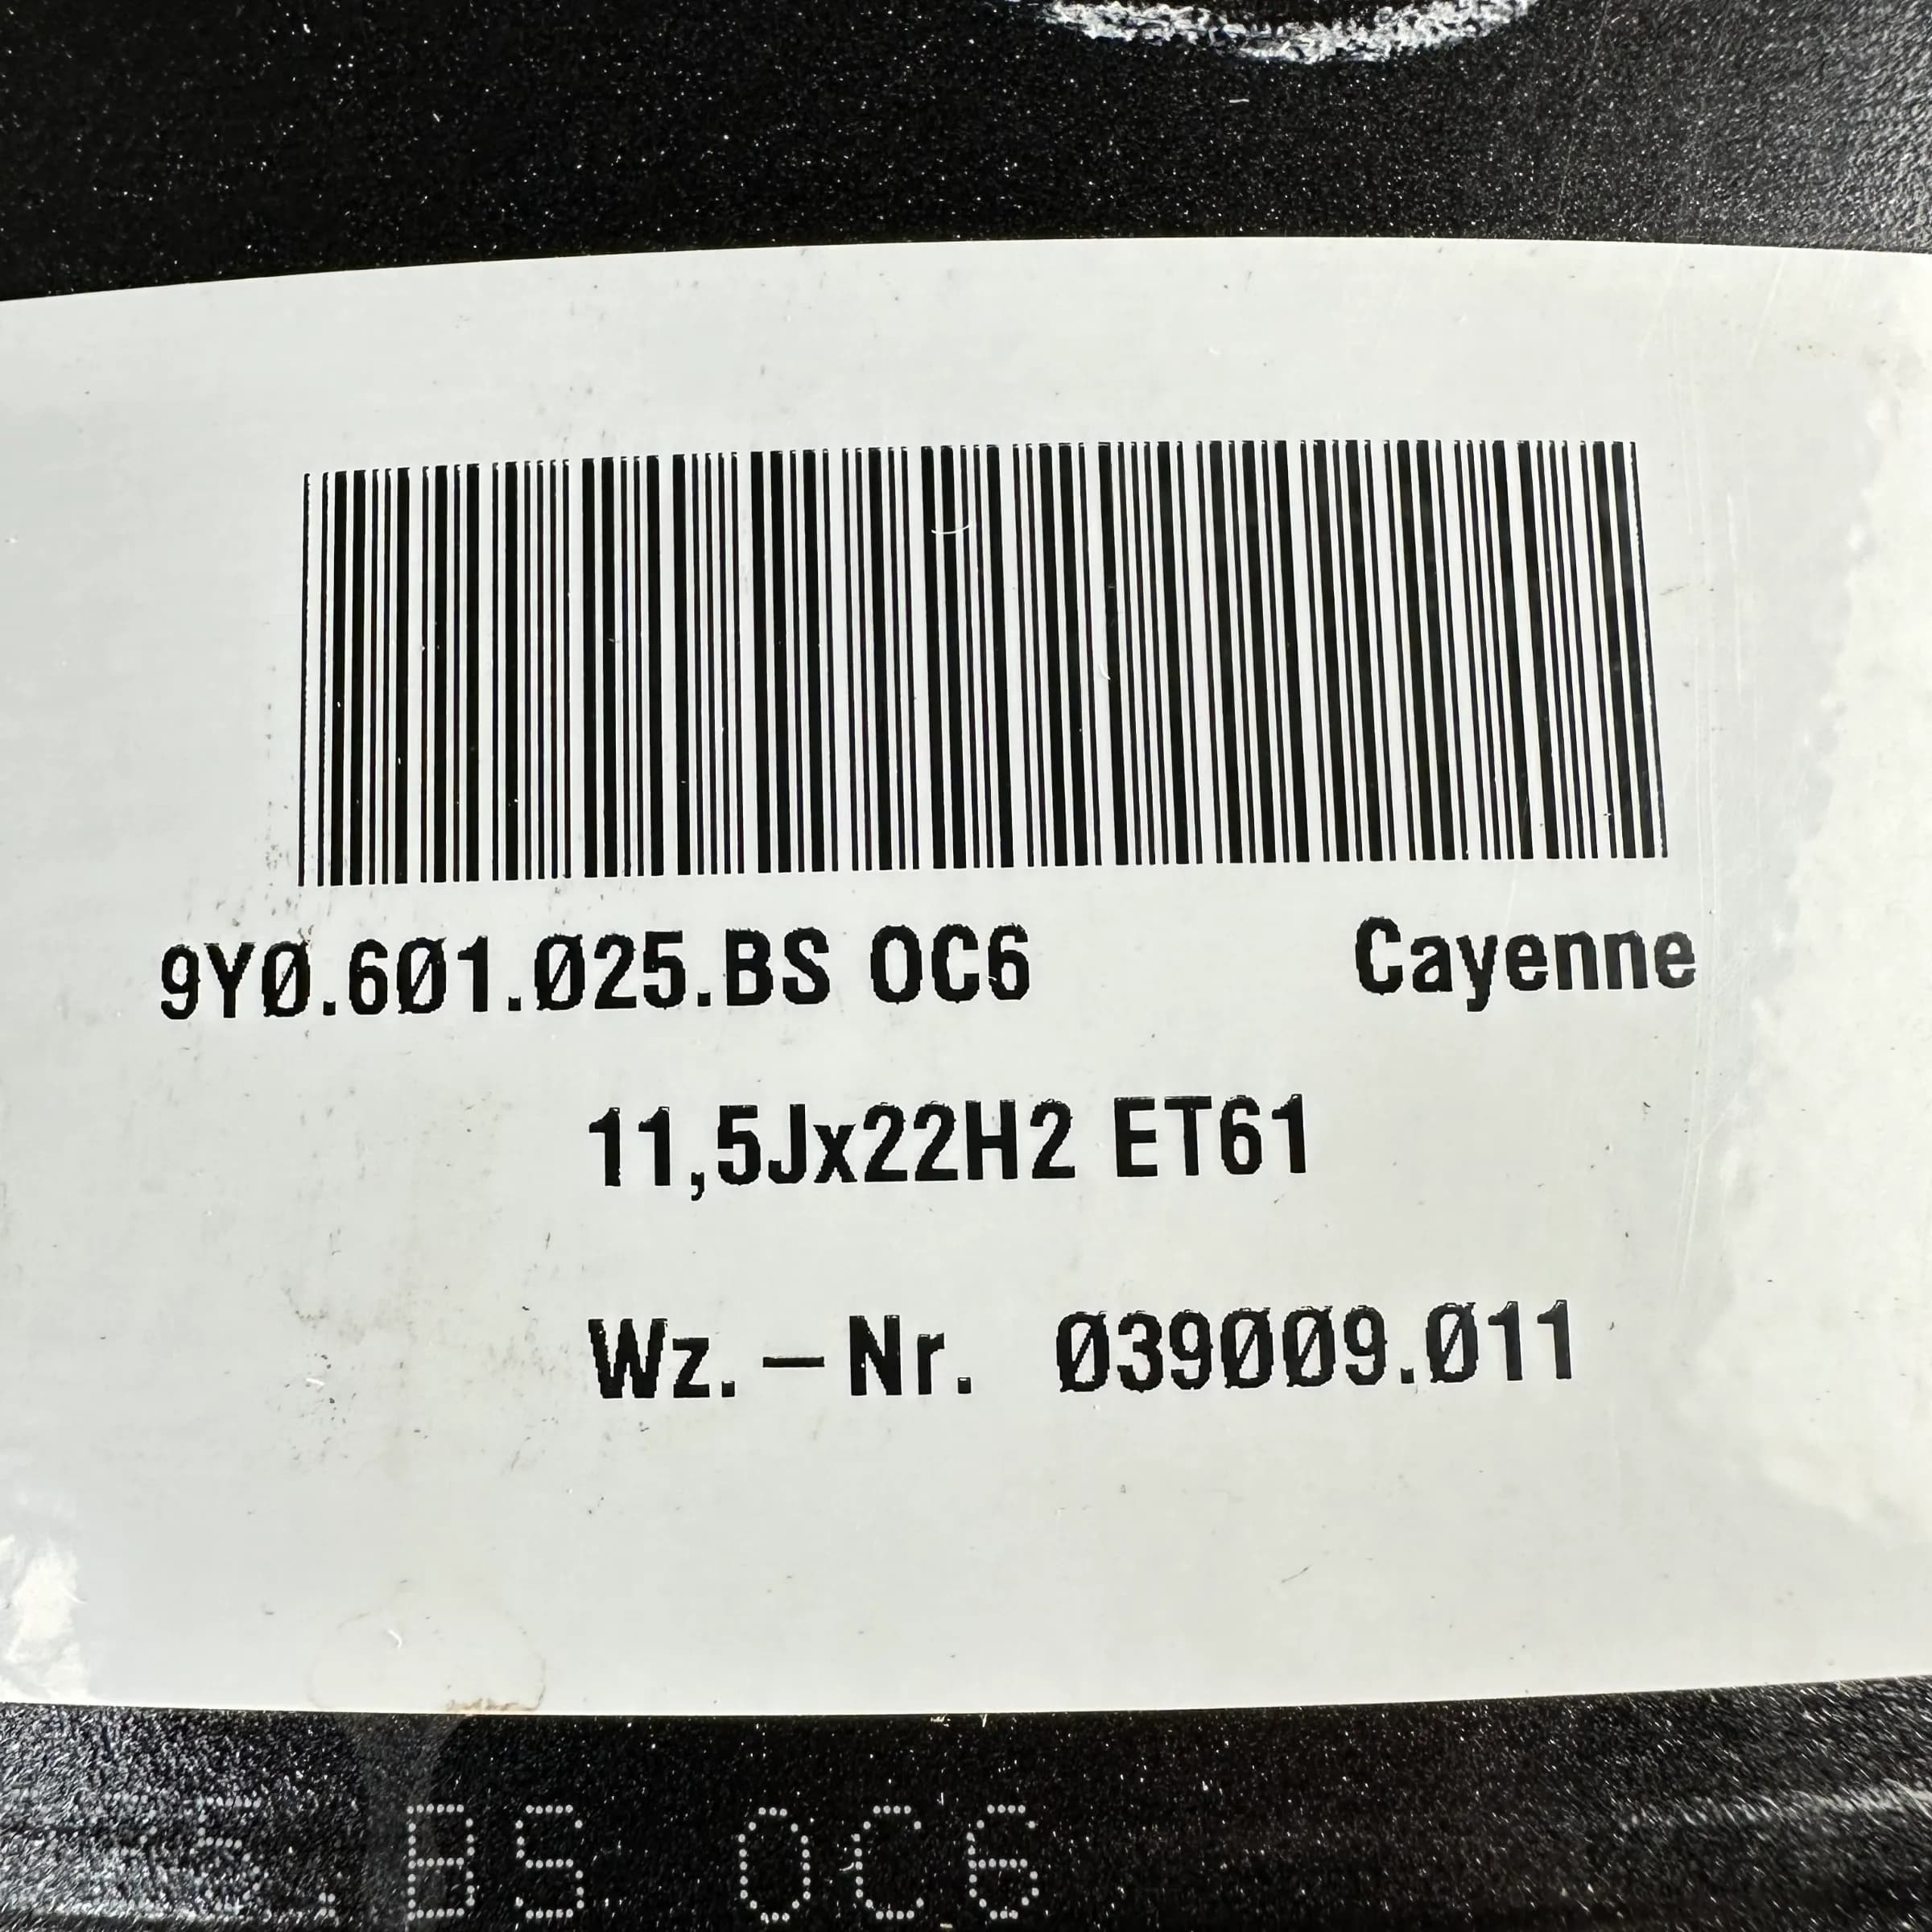 9Y0.601.025.BS OC6 Cayenne
11,5Jx22H2 ET61
Wz.-Nr. 039009.011
BS OC6